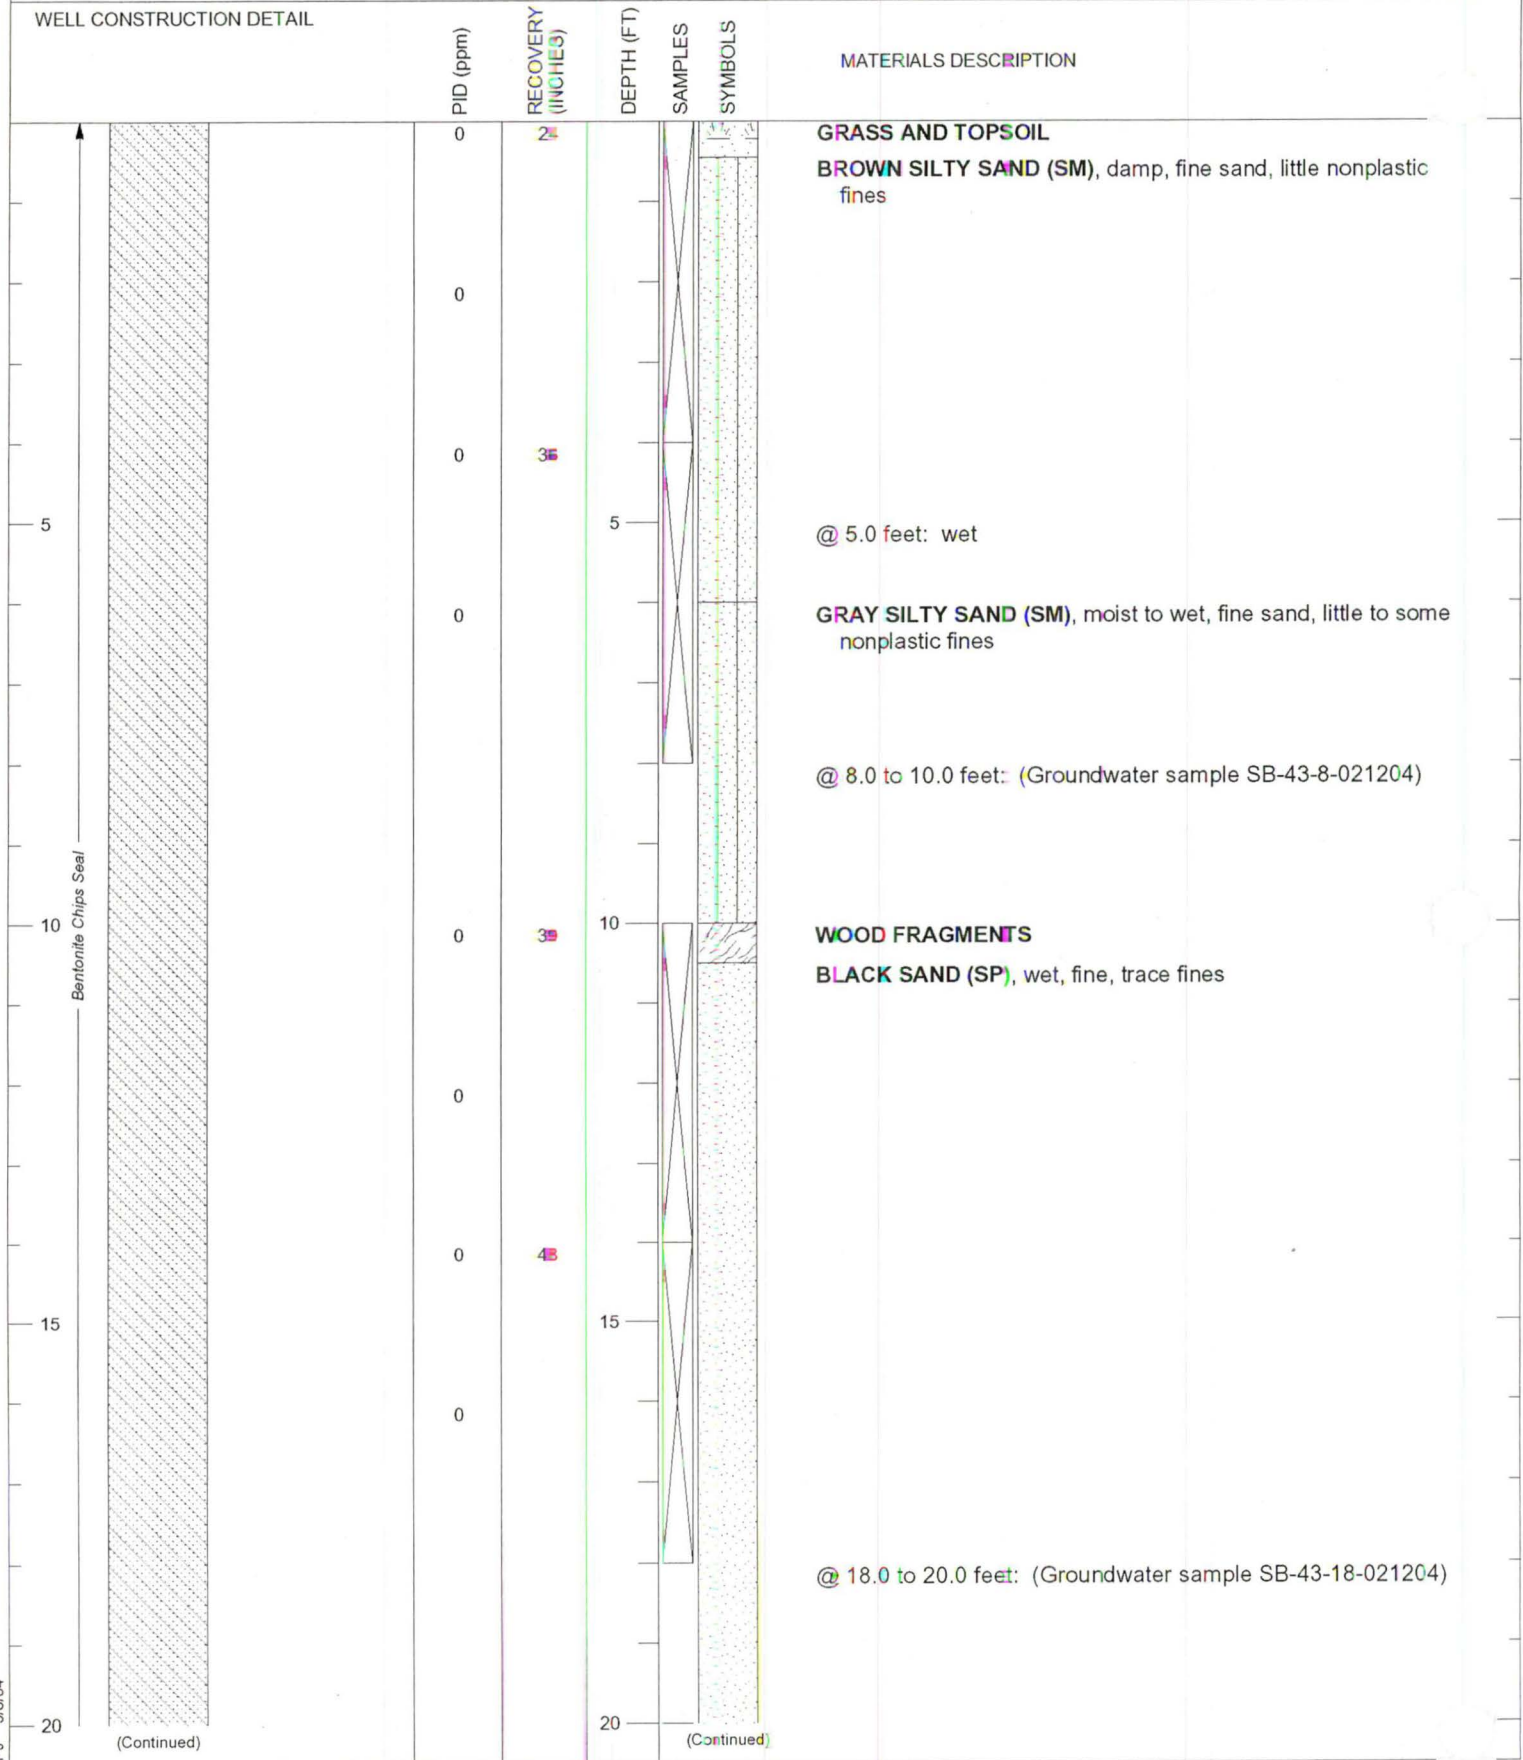 WELL CONSTRUCTION DETAIL
PID (ppm)
RECOVERY
(INCHES)
DEPTH (FT)
SAMPLES
SYMBOLS
MATERIALS DESCRIPTION
0
GRASS AND TOPSOIL
BROWN SILTY SAND (SM), damp, fine sand, little nonplastic
fines
0
0
5
5
@ 5.0 feet: wet
0
GRAY SILTY SAND (SM), moist to wet, fine sand, little to some
nonplastic fines
@ 8.0 to 10.0 feet: (Groundwater sample SB-43-8-021204)
Bentonite Chips Seal
10
0
39
10
WOOD FRAGMENTS
BLACK SAND (SP), wet, fine, trace fines
0
0
15
15
0
@ 18.0 to 20.0 feet: (Groundwater sample SB-43-18-021204)
20
20
(Continued)
(Continued)